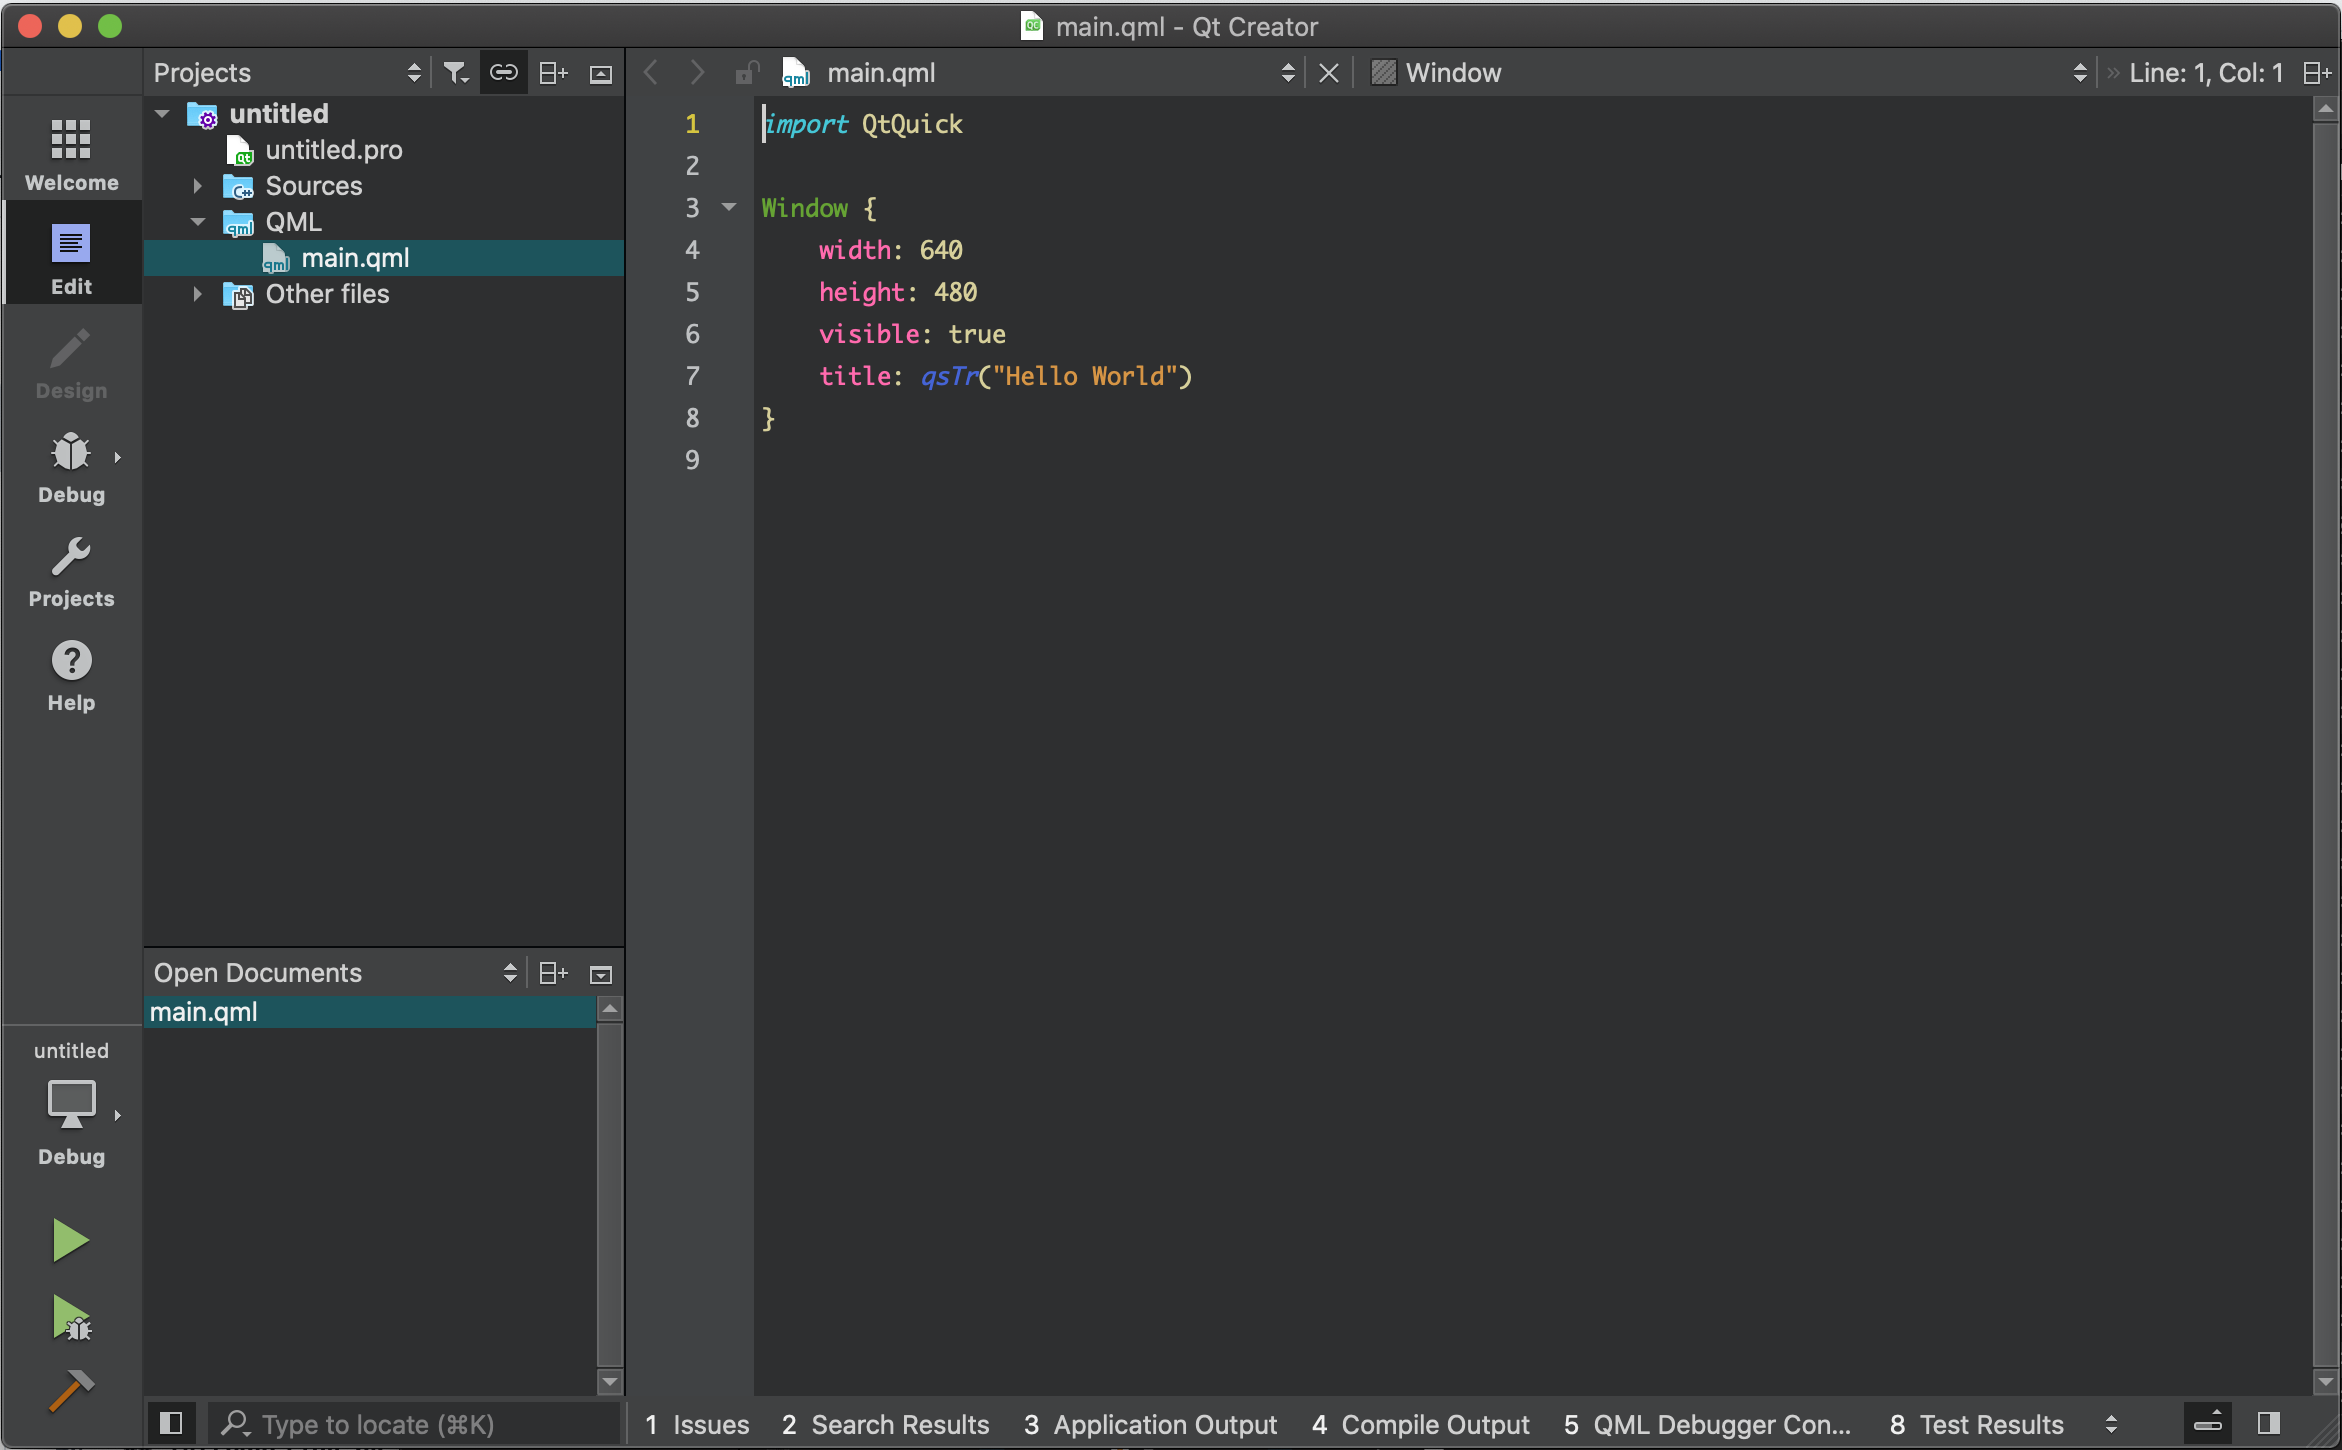 main.qml - Qt Creator
Projects
main.qml
Window
Line: 1, Col: 1
Welcome
Edit
Design
Debug
Projects
Help
untitled
untitled.pro
Sources
QML
main.qml
Other files
1 import QtQuick
2
3 Window {
4 width: 640
5 height: 480
6 visible: true
7 title: qsTr("Hello World")
8 }
9
Open Documents
main.qml
untitled
Debug
Type to locate (⌘K)
1 Issues 2 Search Results 3 Application Output 4 Compile Output 5 QML Debugger Con... 8 Test Results